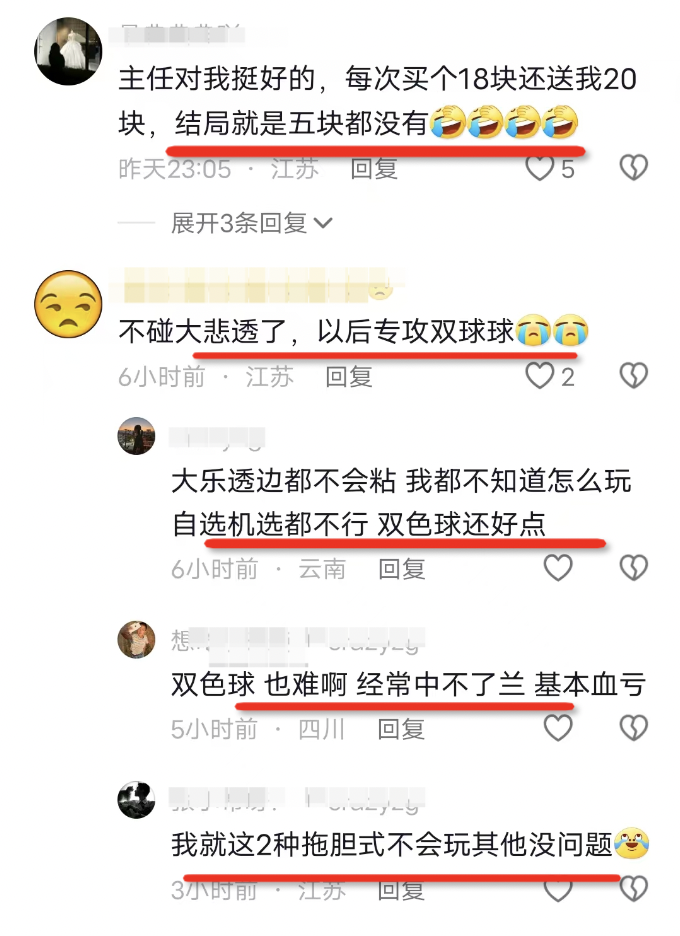 主任对我挺好的，每次买个18块还送我20
块，结局就是五块都没有🤣🤣🤣🤣
昨天23:05 · 江苏 回复 5
展开3条回复
不碰大悲透了，以后专攻双球球😭😭
6小时前 · 江苏 回复 2
大乐透边都不会粘 我都不知道怎么玩
自选机选都不行 双色球还好点
6小时前 · 云南 回复
想
双色球 也难啊 经常中不了兰 基本血亏
5小时前 · 四川 回复
我就这2种拖胆式不会玩其他没问题🥹
3小时前 · 江苏 回复